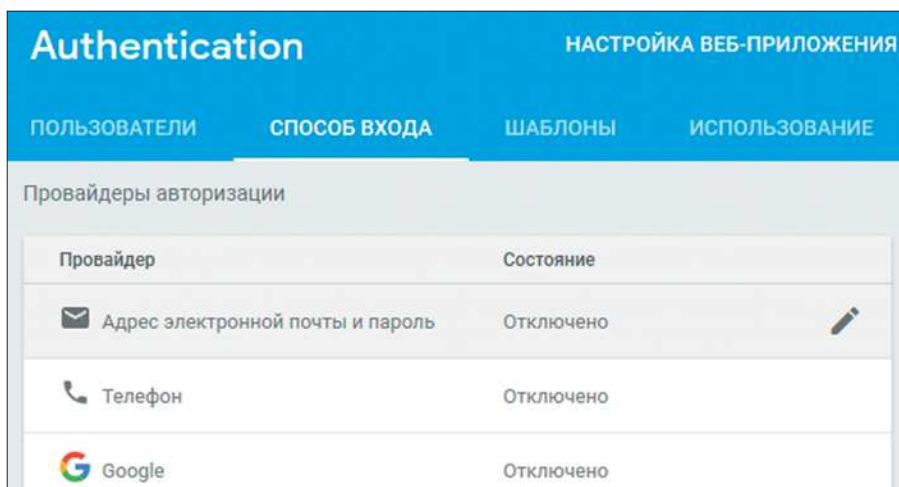 Authentication НАСТРОЙКА ВЕБ-ПРИЛОЖЕНИЯ
ПОЛЬЗОВАТЕЛИ СПОСОБ ВХОДА ШАБЛОНЫ ИСПОЛЬЗОВАНИЕ
Провайдеры авторизации
Провайдер Состояние
Адрес электронной почты и пароль Отключено
Телефон Отключено
Google Отключено